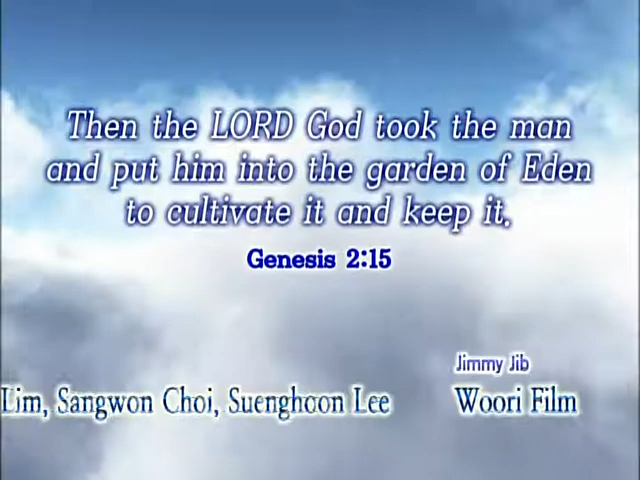 Then the LORD God took the man
and put him into the garden of Eden
to cultivate it and keep it.
Genesis 2:15
Jimmy Jib
Lim, Sangwon Choi, Suenghoon Lee
Woori Film